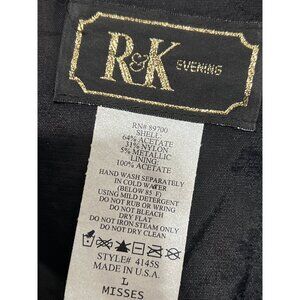 R&K EVENING
RN# 89700
SHELL:
64% ACETATE
31% NYLON
5% METALLIC
LINING:
100% ACETATE
HAND WASH SEPARATELY
IN COLD WATER
(BELOW 85 F)
USING MILD DETERGENT
DO NOT RUB OR WRING
DO NOT BLEACH
DRY FLAT
DO NOT IRON STEAM ONLY
DO NOT DRY CLEAN
STYLE# 4145S
MADE IN U.S.A.
L
MISSES